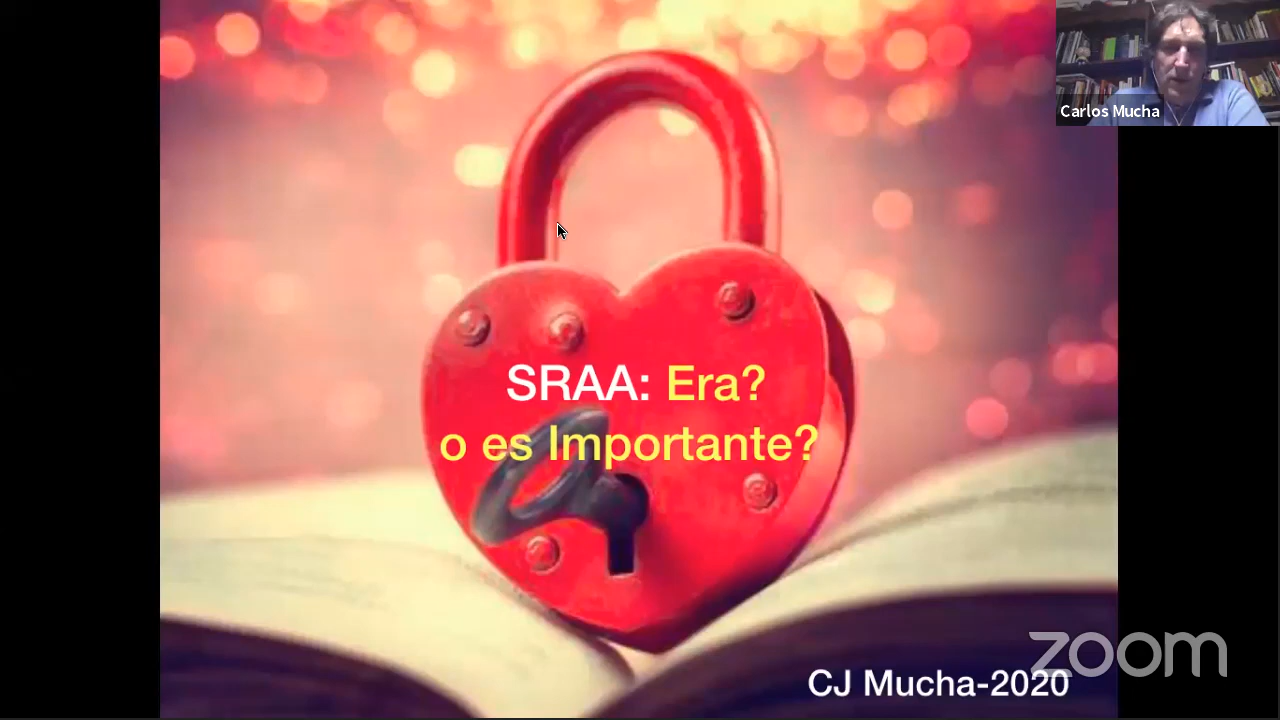 Carlos Mucha
SRAA: Era?
o es Importante?
zoom
CJ Mucha-2020